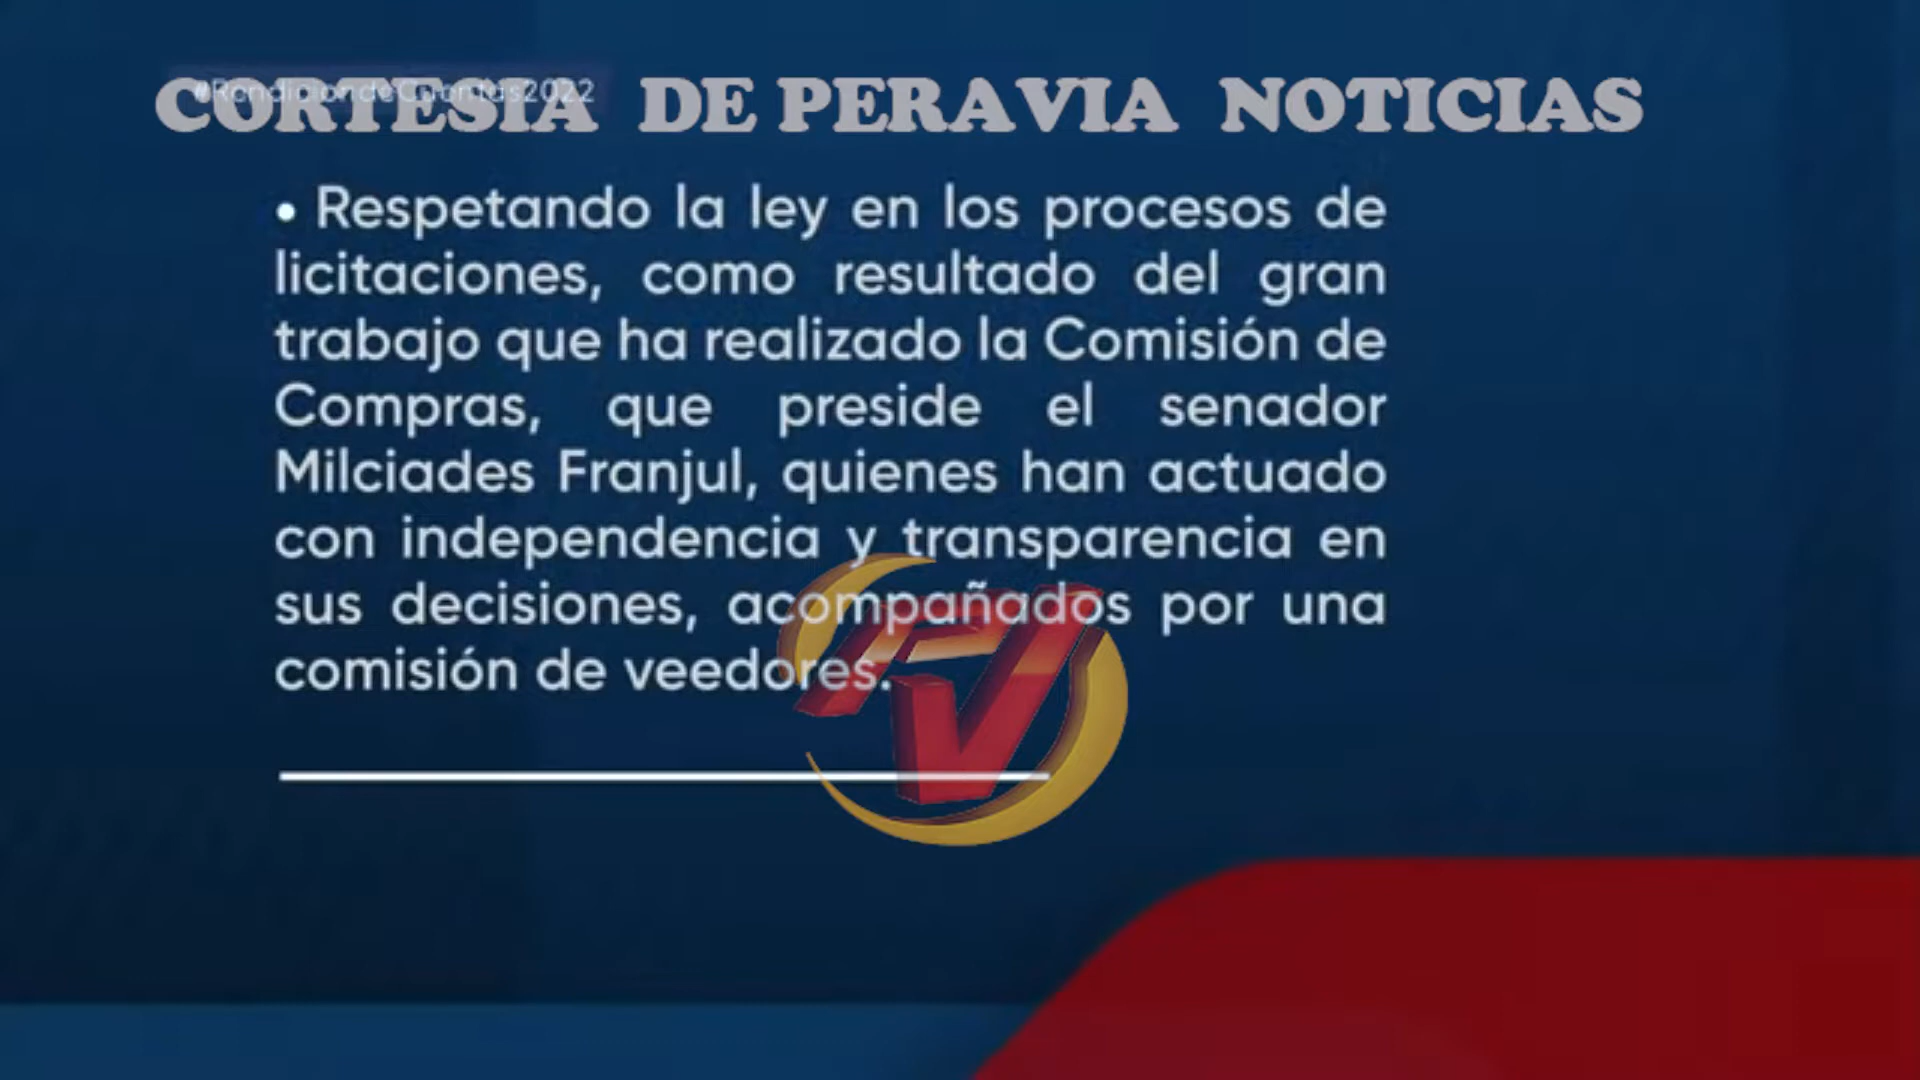 #RendiciondeCuentas2022
CORTESIA DE PERAVIA NOTICIAS
• Respetando la ley en los procesos de
licitaciones, como resultado del gran
trabajo que ha realizado la Comisión de
Compras, que preside el senador
Milciades Franjul, quienes han actuado
con independencia y transparencia en
sus decisiones, acompañados por una
comisión de veedores.
PV